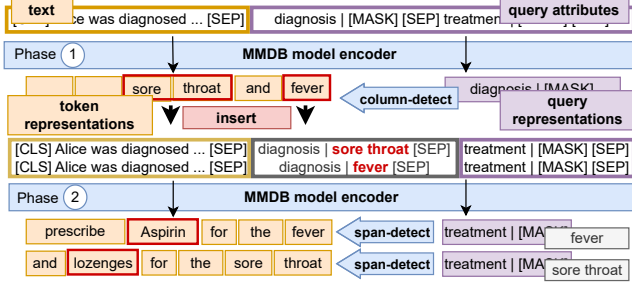 text
query attributes
ce was diagnosed ... [SEP]
diagnosis | [MASK] [SEP] treatment
Phase 1 MMDB model encoder
sore throat and fever
column-detect
diagnosis | [MASK]
token representations
insert
query representations
[CLS] Alice was diagnosed ... [SEP] diagnosis | sore throat [SEP] treatment | [MASK] [SEP]
[CLS] Alice was diagnosed ... [SEP] diagnosis | fever [SEP] treatment | [MASK] [SEP]
Phase 2 MMDB model encoder
prescribe Aspirin for the fever span-detect treatment | [MA
fever
and lozenges for the sore throat span-detect treatment | [MA
sore throat